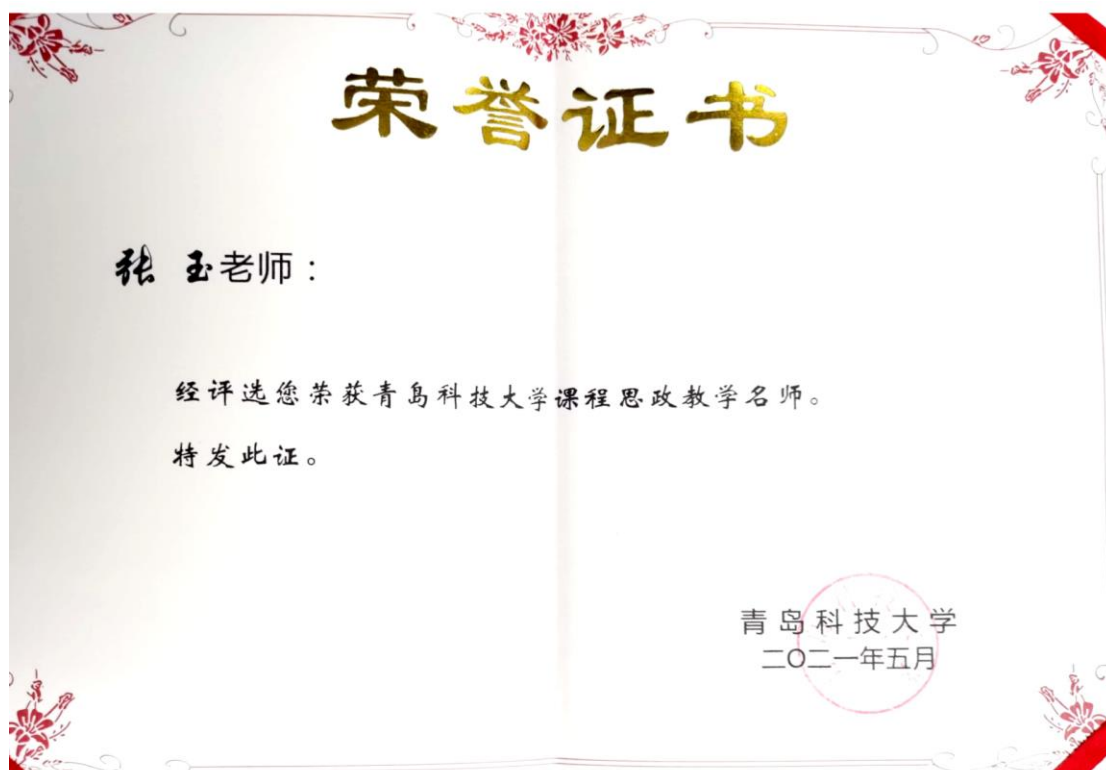 荣誉证书
张 玉老师：
经评选您荣获青岛科技大学课程思政教学名师。
特发此证。
青岛科技大学
二〇二一年五月